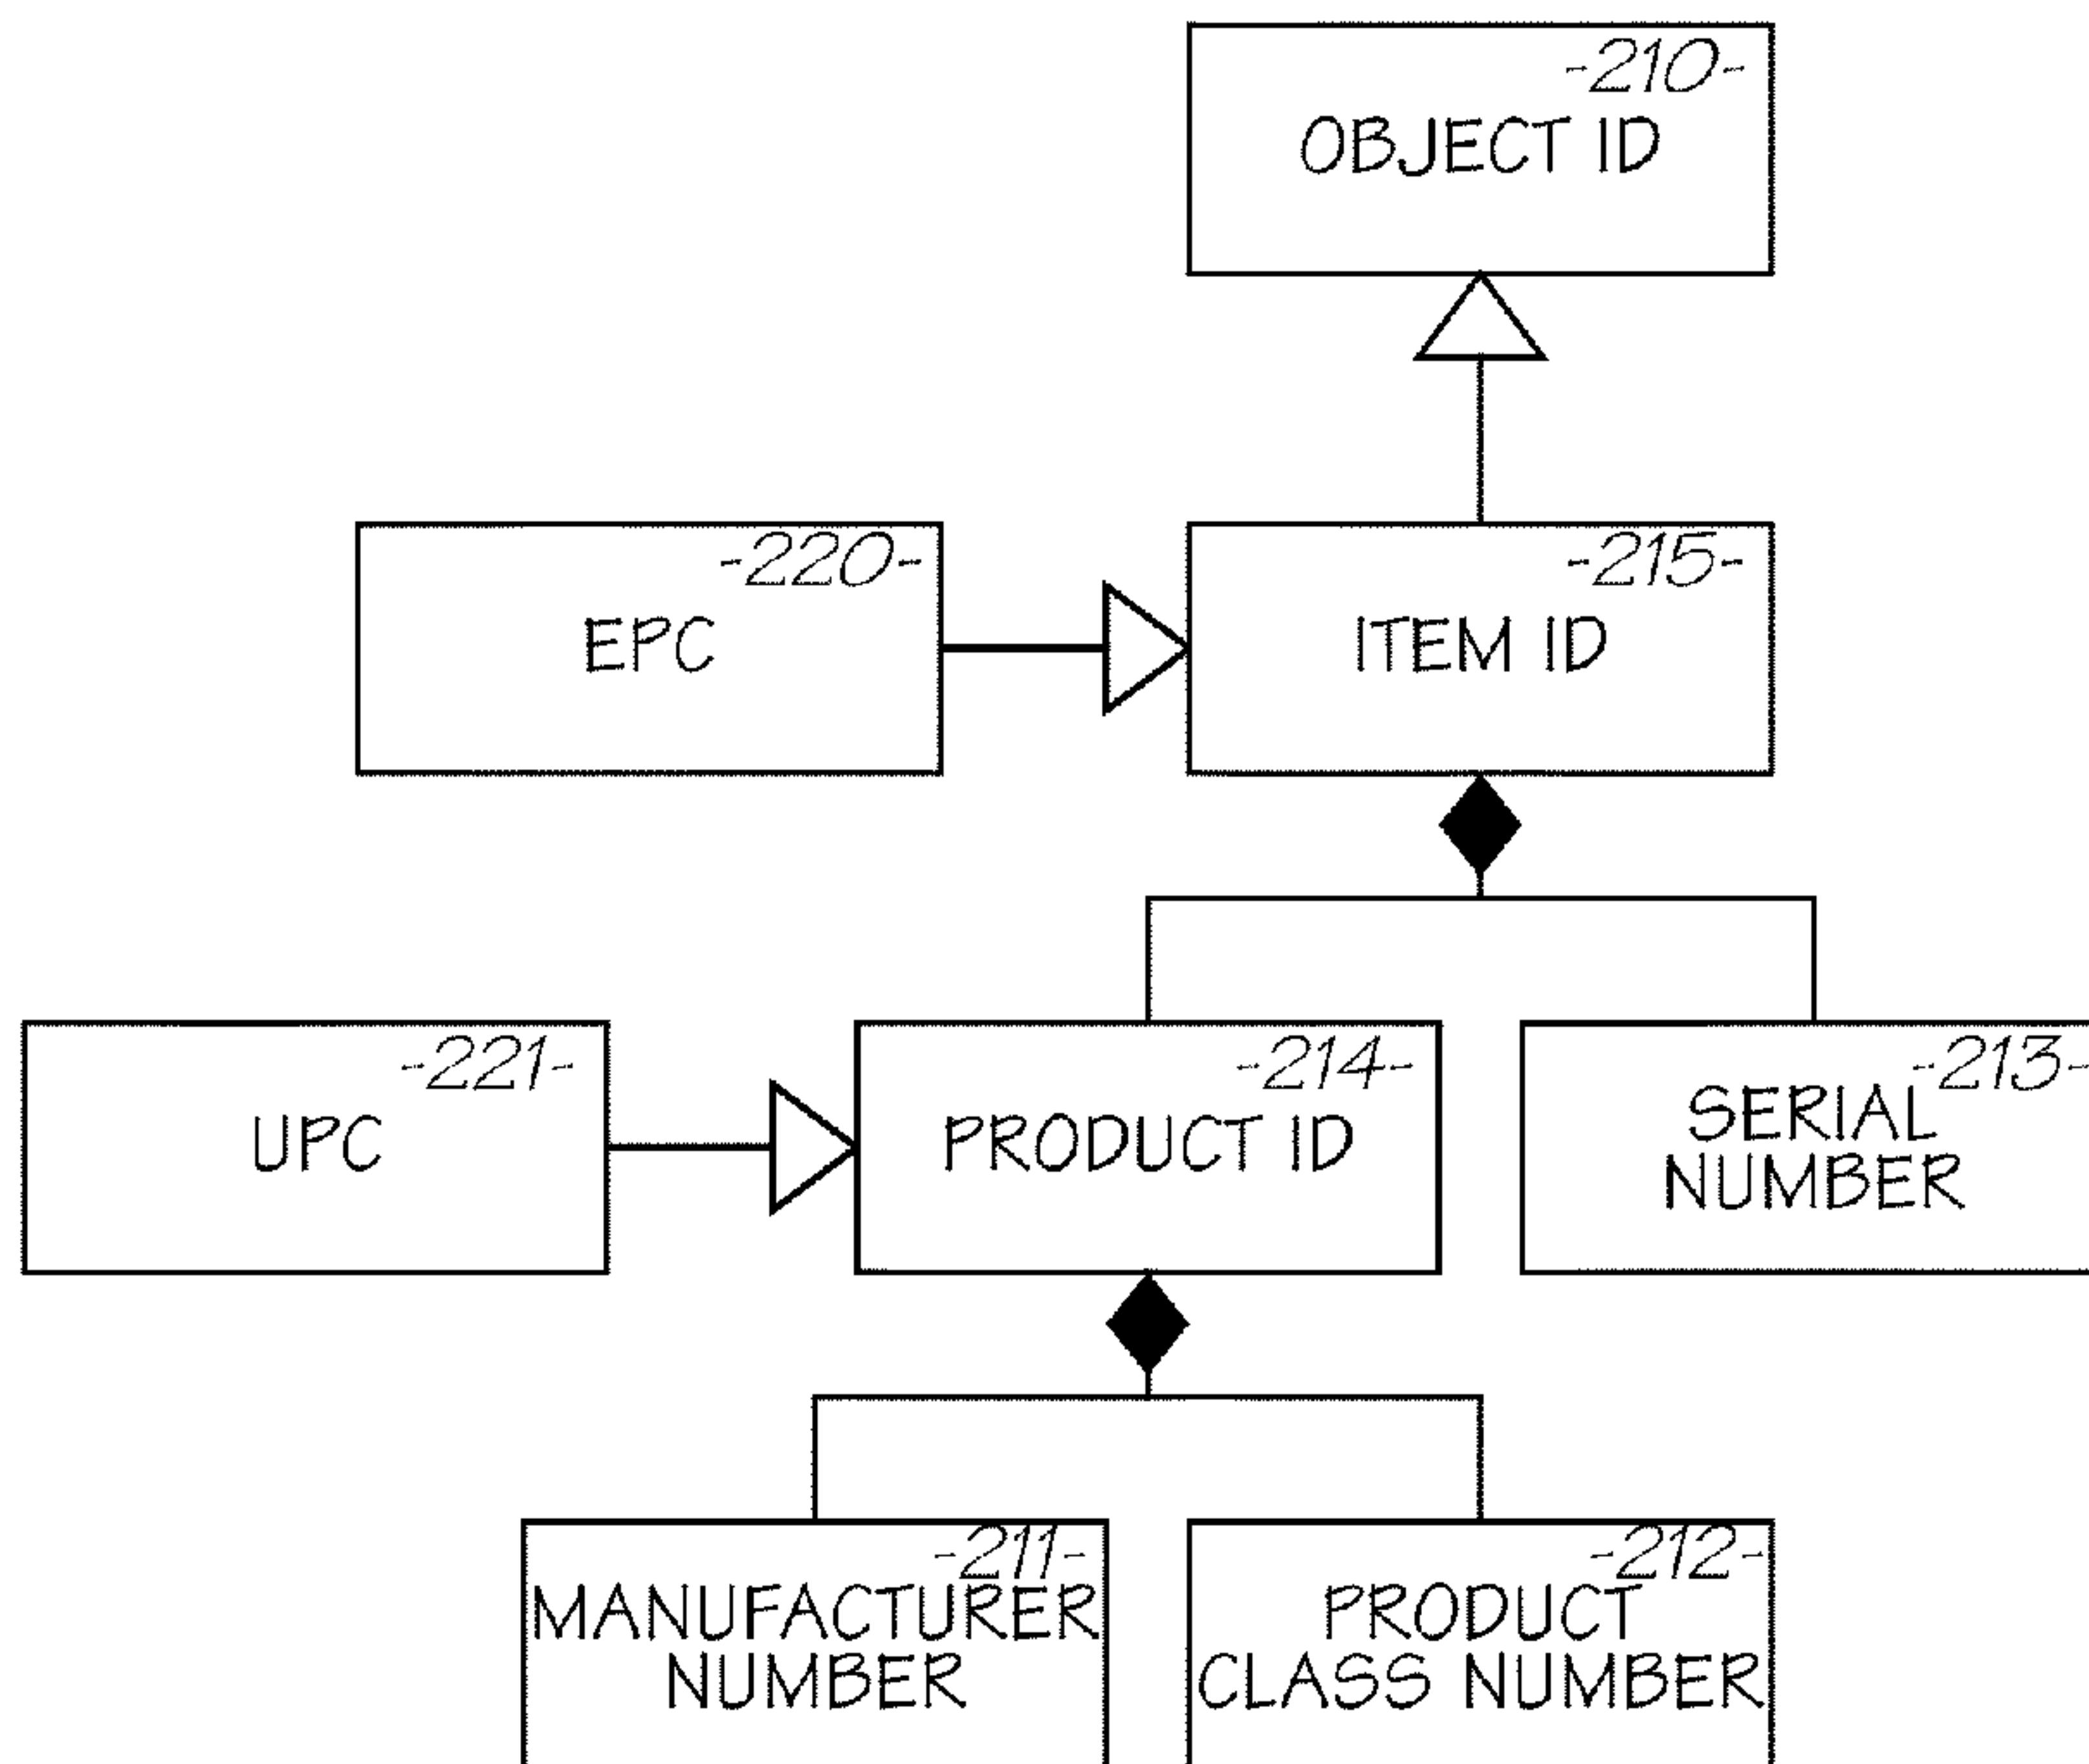 -210-
OBJECT ID
-220-
EPC
-215-
ITEM ID
-221-
UPC
-214-
PRODUCT ID
-213-
SERIAL
NUMBER
-211-
MANUFACTURER
NUMBER
-212-
PRODUCT
CLASS NUMBER